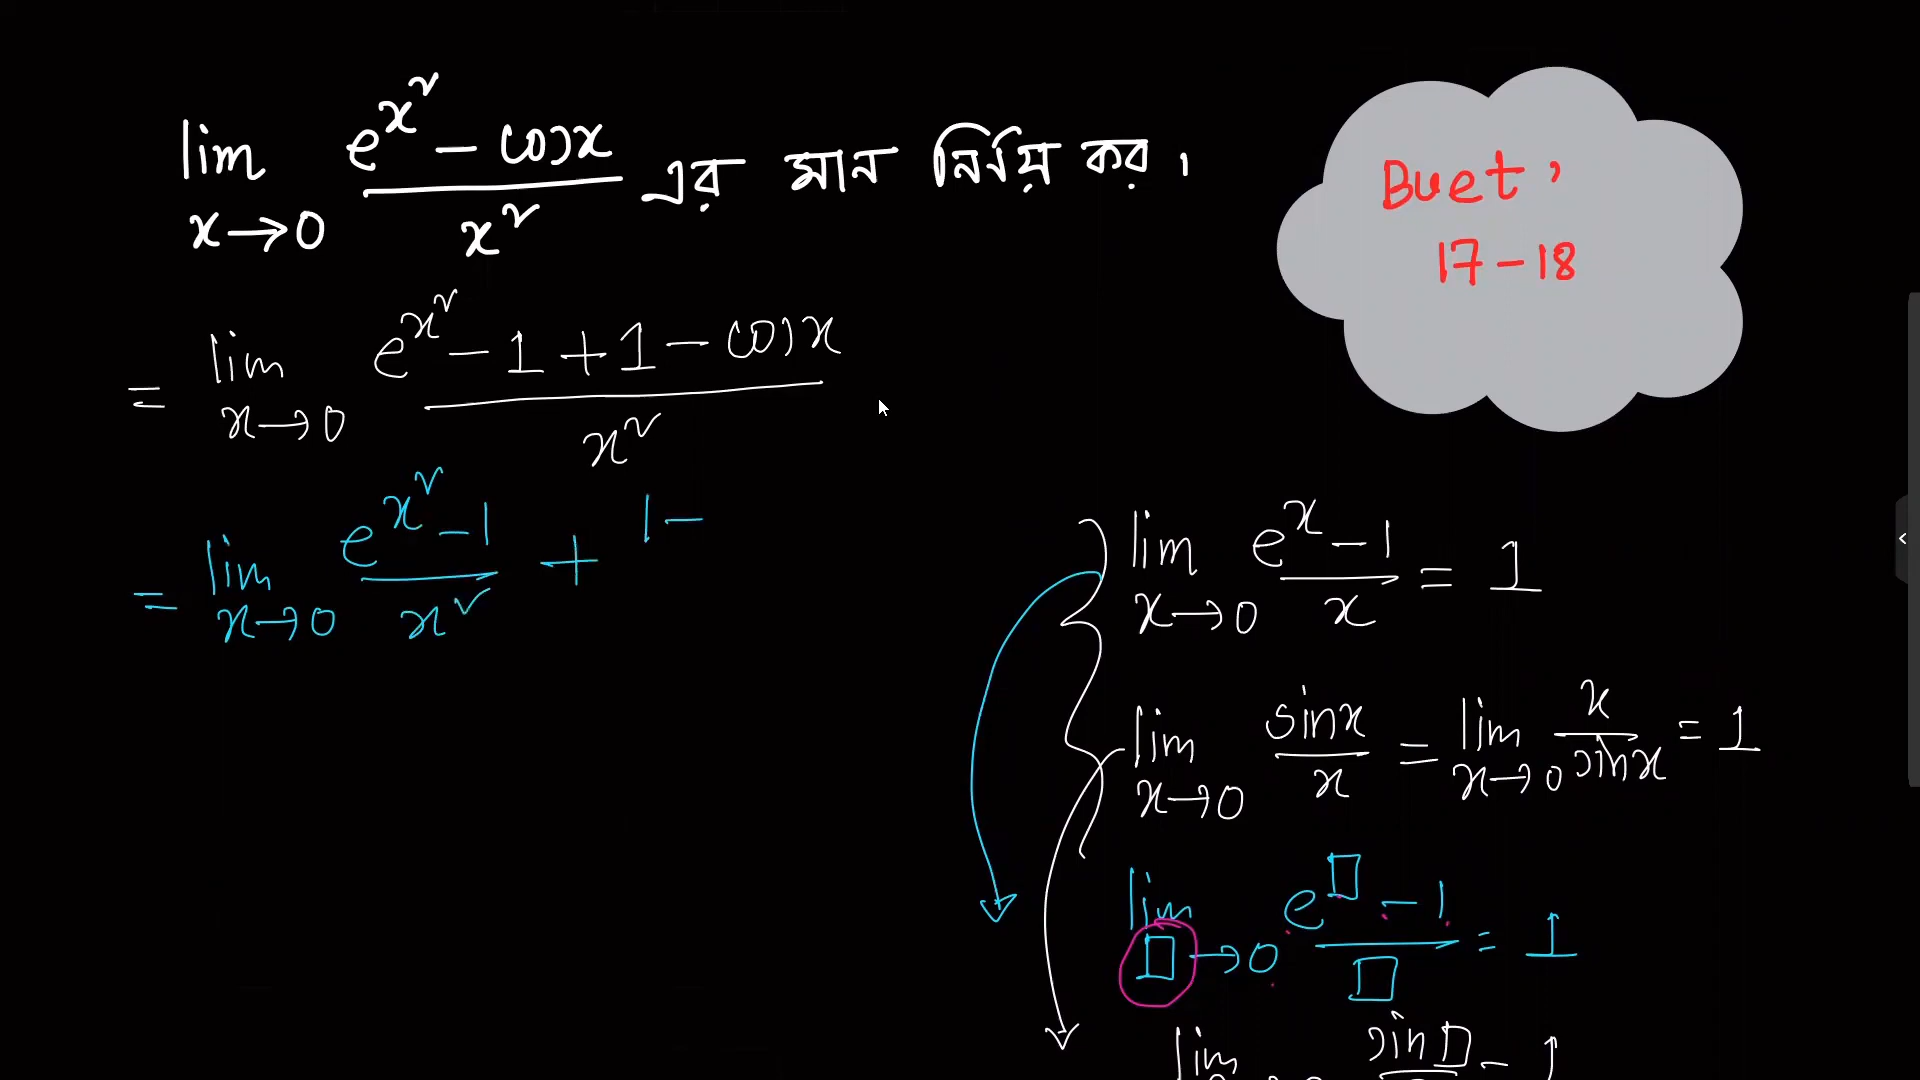 lim x→0 (e^x² − cosx)/x² এর মান নির্ণয় কর।
Buet, 17-18
= lim x→0 (e^x² − 1 + 1 − cosx)/x²
= lim x→0 (e^x² − 1)/x² + 1 −
lim x→0 (e^x − 1)/x = 1
lim x→0 sinx/x = lim x→0 x/sinx = 1
lim □→0 (e^□ − 1)/□ = 1
lim sin□